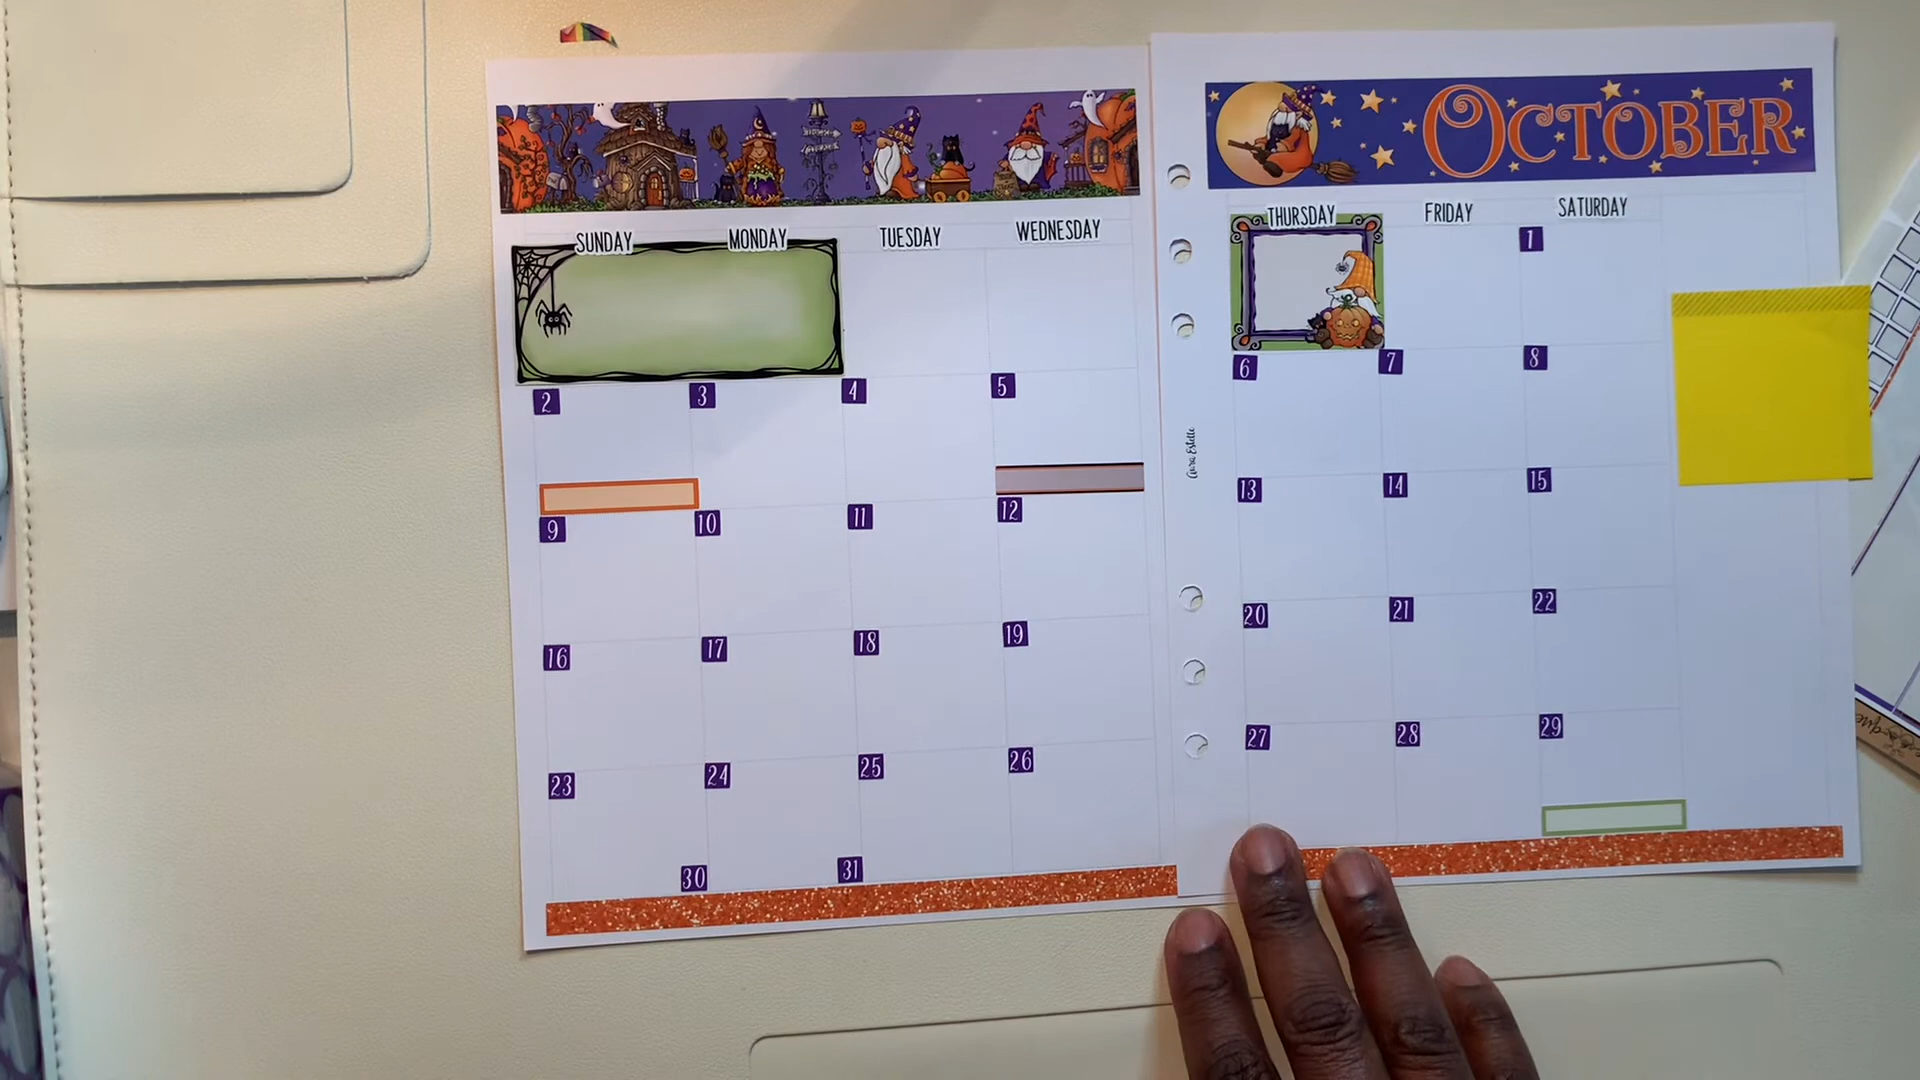 OCTOBER
SUNDAY MONDAY TUESDAY WEDNESDAY THURSDAY FRIDAY SATURDAY
1
2 3 4 5 6 7 8
9 10 11 12 13 14 15
16 17 18 19 20 21 22
23 24 25 26 27 28 29
30 31